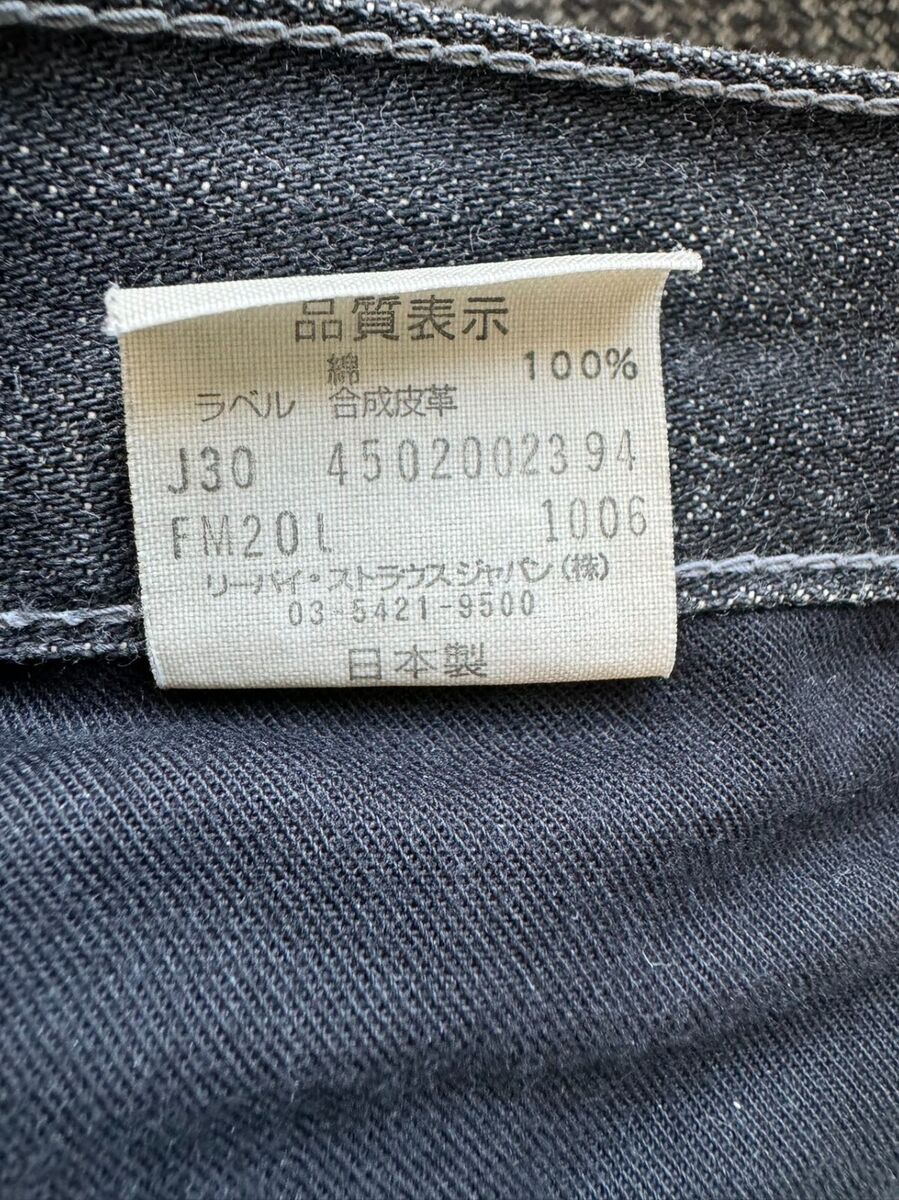 品質表示
綿 100%
ラベル 合成皮革
J30 45020002394
FM20L 1006
リーバイ・ストラウスジャパン(株)
03-5421-9500
日本製